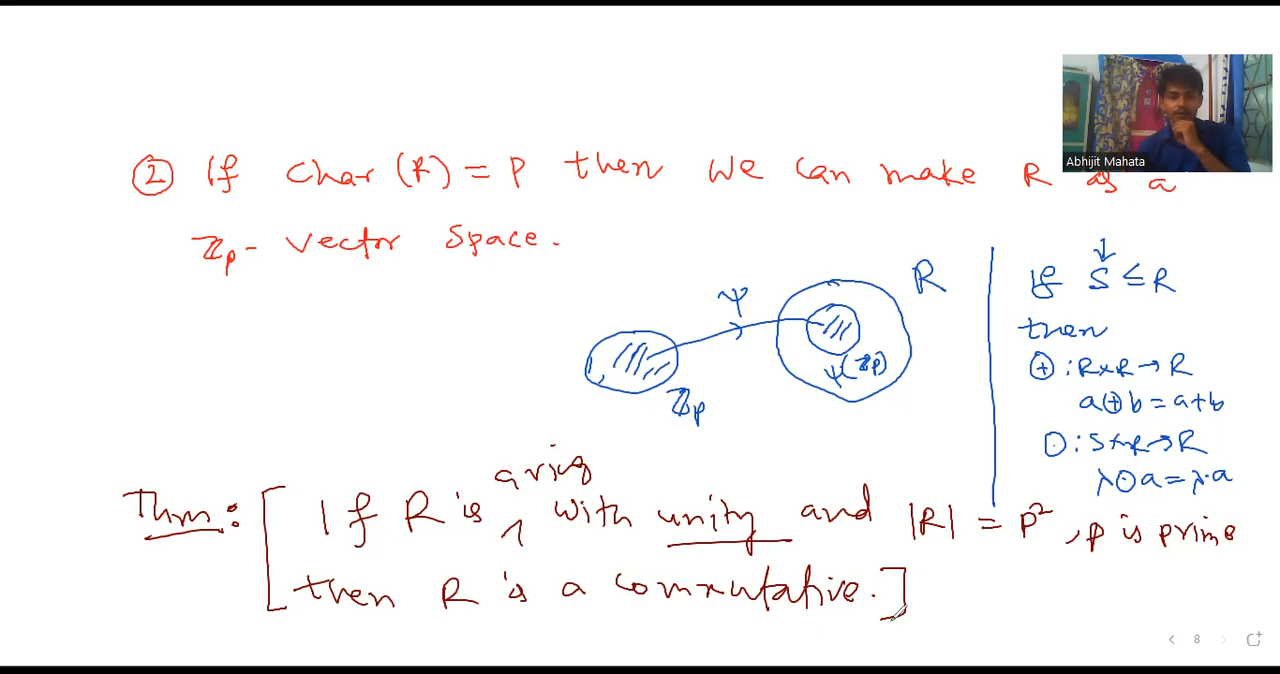 Abhijit Mahata
② If Char (R) = P then we can make R as a
ℤp - vector space.
Ψ
R
Ψ(ℤp)
ℤp
↓
If S ≤ R
then
⊕ : R×R → R
a⊕b = a+b
⊙ : S×R → R
λ⊙a = λ·a
a ring
Thm: [ If R is ⁁ with unity and |R| = p², p is prime
then R is a commutative. ]
< 8 >